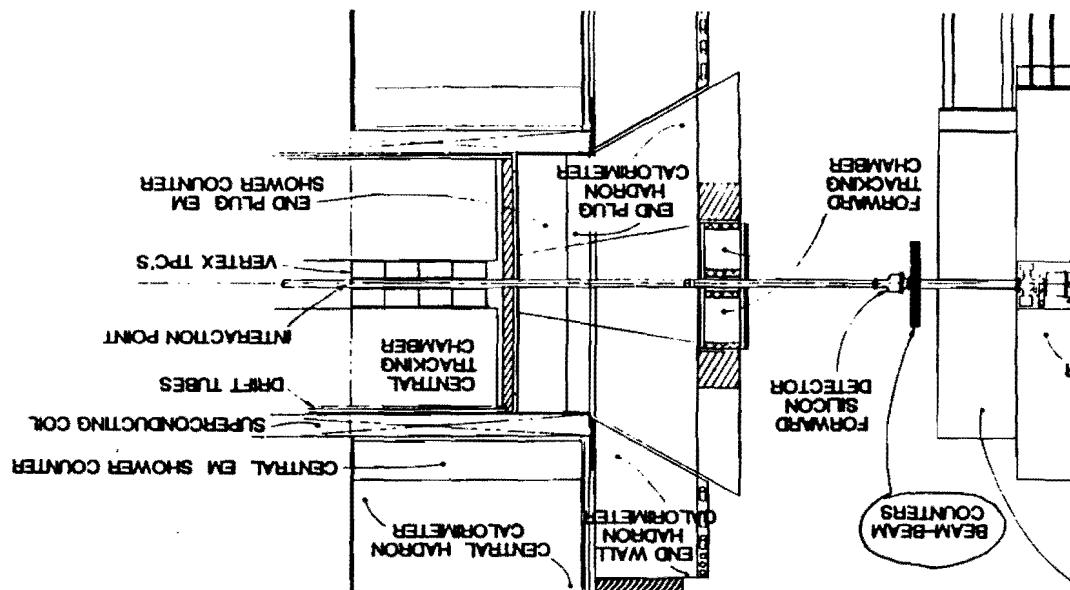 BEAM-BEAM
COUNTERS
END WALL
HADRON
CALORIMETER
CENTRAL HADRON
CALORIMETER
CENTRAL EM SHOWER COUNTER
SUPERCONDUCTING COIL
DRIFT TUBES
FORWARD
SILICON
DETECTOR
CENTRAL
TRACKING
CHAMBER
INTERACTION POINT
VERTEX TPC'S
FORWARD
TRACKING
CHAMBER
END PLUG
HADRON
CALORIMETER
END PLUG EM
SHOWER COUNTER